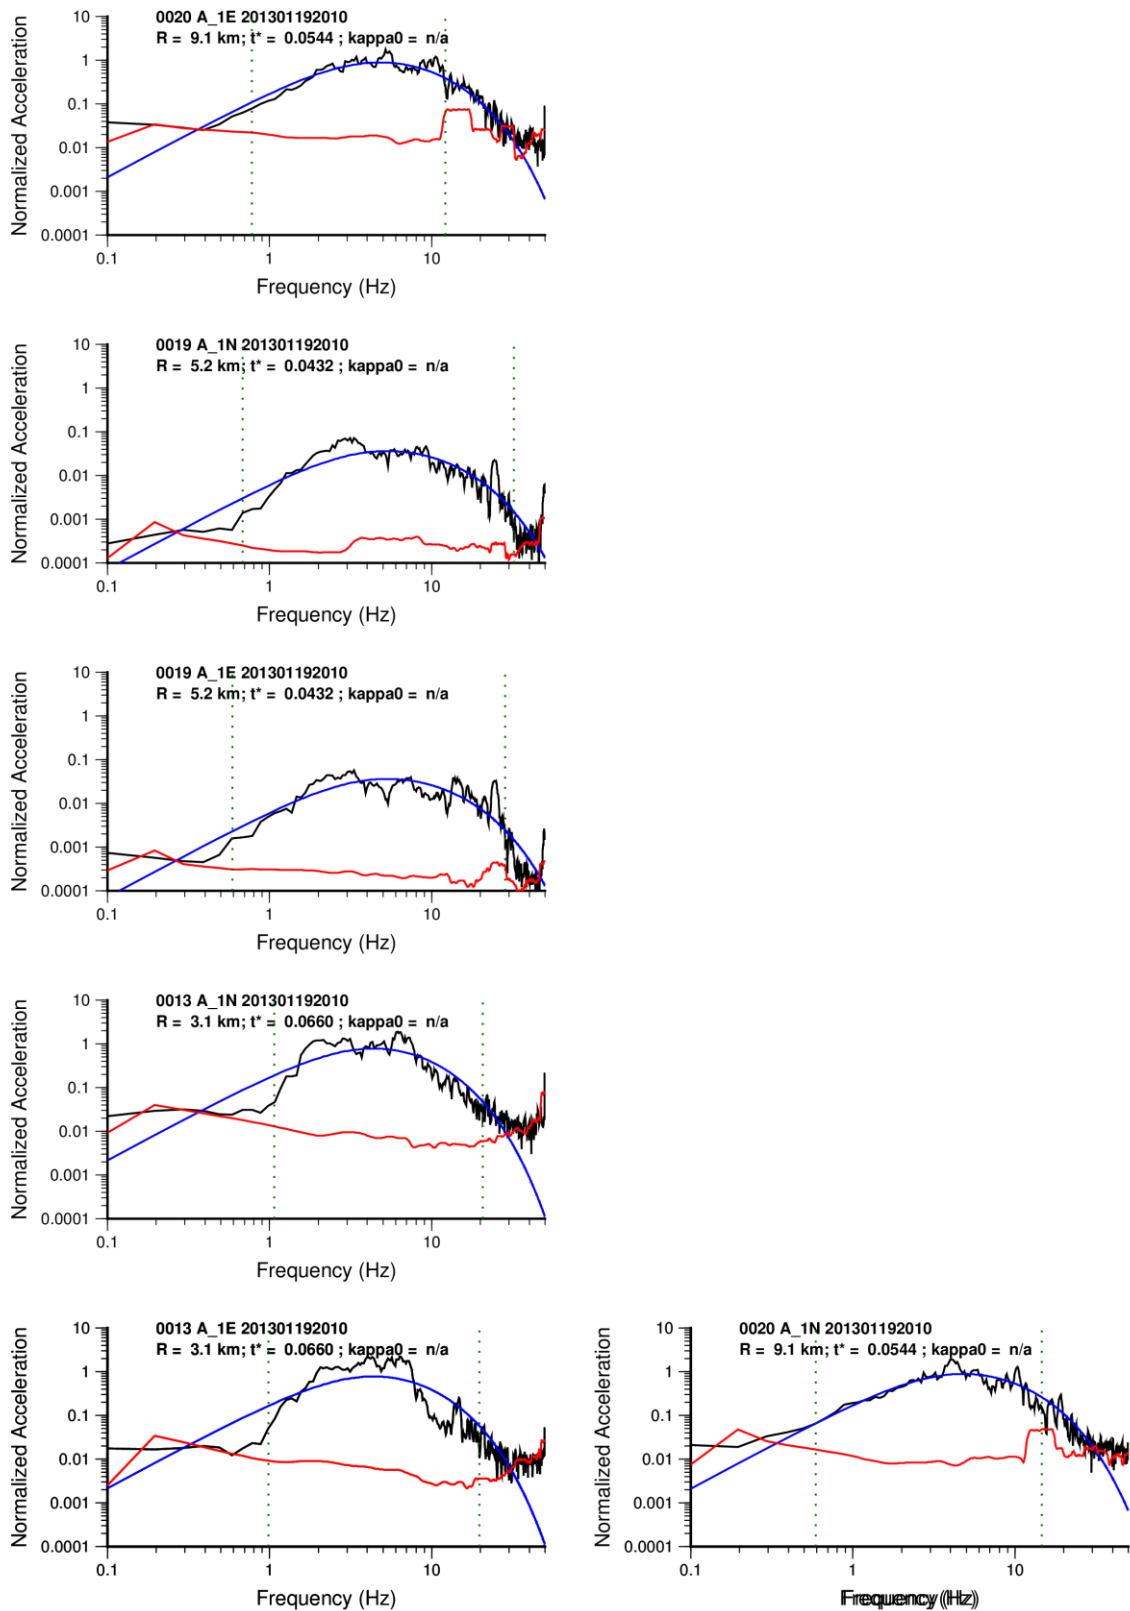 0020 A_1E 201301192010
R = 9.1 km; t* = 0.0544 ; kappa0 = n/a
10
1
0.1
0.01
0.001
0.0001
Normalized Acceleration
0.1 1 10
Frequency (Hz)
0019 A_1N 201301192010
R = 5.2 km; t* = 0.0432 ; kappa0 = n/a
10
1
0.1
0.01
0.001
0.0001
Normalized Acceleration
0.1 1 10
Frequency (Hz)
0019 A_1E 201301192010
R = 5.2 km; t* = 0.0432 ; kappa0 = n/a
10
1
0.1
0.01
0.001
0.0001
Normalized Acceleration
0.1 1 10
Frequency (Hz)
0013 A_1N 201301192010
R = 3.1 km; t* = 0.0660 ; kappa0 = n/a
10
1
0.1
0.01
0.001
0.0001
Normalized Acceleration
0.1 1 10
Frequency (Hz)
0013 A_1E 201301192010
R = 3.1 km; t* = 0.0660 ; kappa0 = n/a
10
1
0.1
0.01
0.001
0.0001
Normalized Acceleration
0.1 1 10
Frequency (Hz)
0020 A_1N 201301192010
R = 9.1 km; t* = 0.0544 ; kappa0 = n/a
10
1
0.1
0.01
0.001
0.0001
Normalized Acceleration
0.1 1 10
Frequency (Hz)